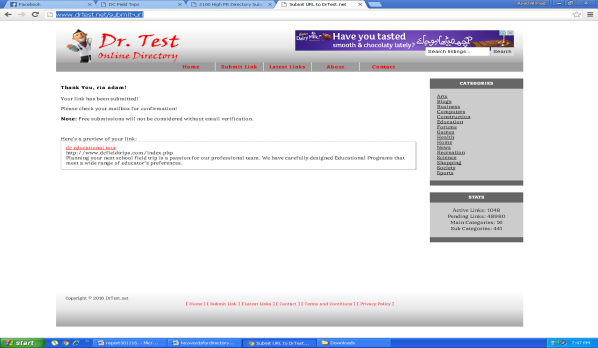 Facebook
DC Field Trips
2100 High PR Directory Sub
Submit URL to DrTest.net
www.drtest.net/submit-url
Dr. Test
Online Directory
Have you tasted
smooth & chocolaty lately?
Search listings...
Search
Home
Submit Link
Latest Links
About
Contact
Thank You, ria adam!
Your link has been submitted!
Please check your mailbox for confirmation!
Note: Free submissions will not be considered without email verification.
Here's a preview of your link:
dc educational tour
http://www.dcfieldtrips.com/index.php
Planning your next school field trip is a passion for our professional team. We have carefully designed Educational Programs that
meet a wide range of educator's preferences.
CATEGORIES
Arts
Blogs
Business
Computers
Construction
Education
Forums
Games
Health
Home
News
Recreation
Science
Shopping
Society
Sports
STATS
Active Links: 1048
Pending Links: 48980
Main Categories: 16
Sub Categories: 441
Copyright © 2016 DrTest.net
[ Home ] [ Submit Link ] [ Latest Links ] [ Contact ] [ Terms and Conditions ] [ Privacy Policy ]
start
report301116... - Micr...
keywordsfordirectory...
Submit URL to DrTest...
Downloads
7:47 PM